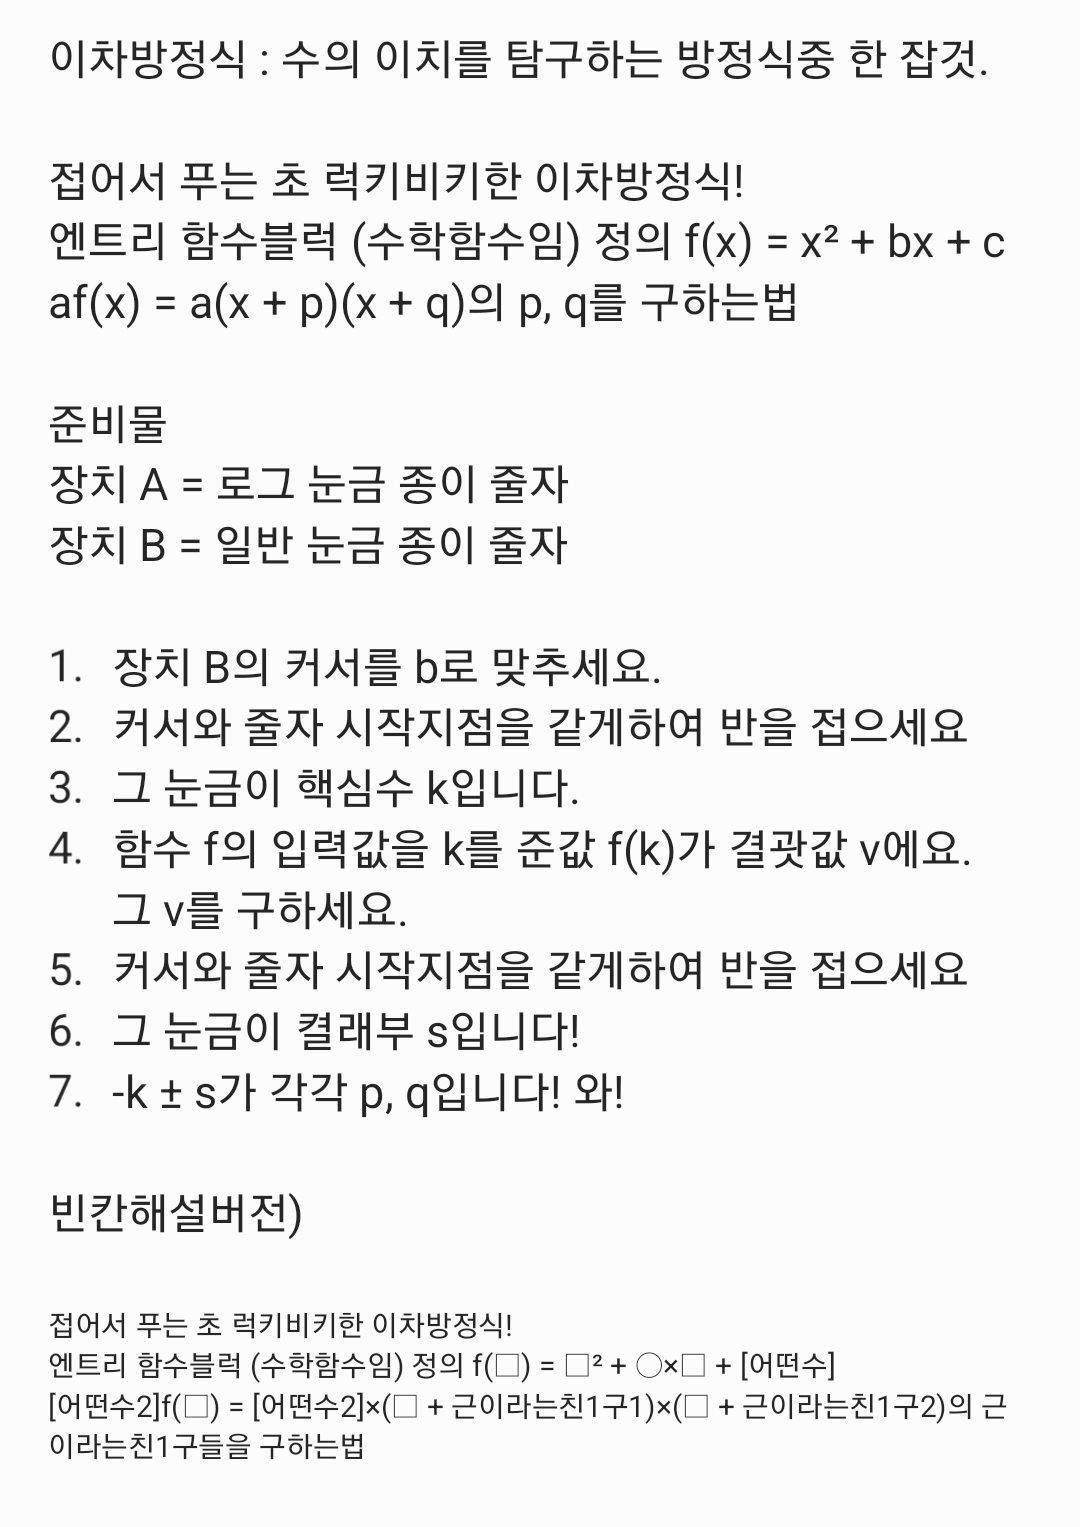 이차방정식 : 수의 이치를 탐구하는 방정식중 한 잡것.
접어서 푸는 초 럭키비키한 이차방정식!
엔트리 함수블럭 (수학함수임) 정의 f(x) = x² + bx + c
af(x) = a(x + p)(x + q)의 p, q를 구하는법
준비물
장치 A = 로그 눈금 종이 줄자
장치 B = 일반 눈금 종이 줄자
1. 장치 B의 커서를 b로 맞추세요.
2. 커서와 줄자 시작지점을 같게하여 반을 접으세요
3. 그 눈금이 핵심수 k입니다.
4. 함수 f의 입력값을 k를 준값 f(k)가 결괏값 v에요.
그 v를 구하세요.
5. 커서와 줄자 시작지점을 같게하여 반을 접으세요
6. 그 눈금이 켤래부 s입니다!
7. -k ± s가 각각 p, q입니다! 와!
빈칸해설버전)
접어서 푸는 초 럭키비키한 이차방정식!
엔트리 함수블럭 (수학함수임) 정의 f(□) = □² + ○×□ + [어떤수]
[어떤수2]f(□) = [어떤수2]×(□ + 근이라는친1구1)×(□ + 근이라는친1구2)의 근
이라는친1구들을 구하는법